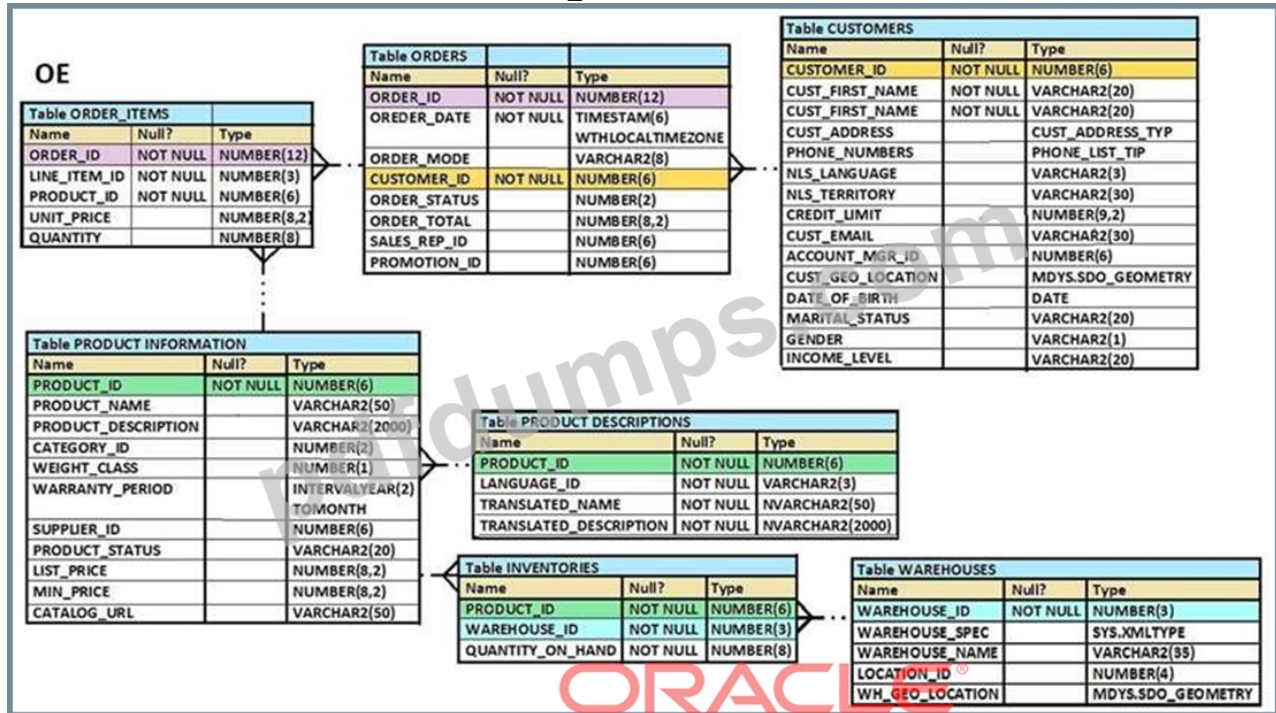 OE
Table ORDER_ITEMS
Name Null? Type
ORDER_ID NOT NULL NUMBER(12)
LINE_ITEM_ID NOT NULL NUMBER(3)
PRODUCT_ID NOT NULL NUMBER(6)
UNIT_PRICE NUMBER(8,2)
QUANTITY NUMBER(8)
Table ORDERS
Name Null? Type
ORDER_ID NOT NULL NUMBER(12)
OREDER_DATE NOT NULL TIMESTAM(6)
WTHLOCALTIMEZONE
ORDER_MODE VARCHAR2(8)
CUSTOMER_ID NOT NULL NUMBER(6)
ORDER_STATUS NUMBER(2)
ORDER_TOTAL NUMBER(8,2)
SALES_REP_ID NUMBER(6)
PROMOTION_ID NUMBER(6)
Table CUSTOMERS
Name Null? Type
CUSTOMER_ID NOT NULL NUMBER(6)
CUST_FIRST_NAME NOT NULL VARCHAR2(20)
CUST_FIRST_NAME NOT NULL VARCHAR2(20)
CUST_ADDRESS CUST_ADDRESS_TYP
PHONE_NUMBERS PHONE_LIST_TIP
NLS_LANGUAGE VARCHAR2(3)
NLS_TERRITORY VARCHAR2(30)
CREDIT_LIMIT NUMBER(9,2)
CUST_EMAIL VARCHAR2(30)
ACCOUNT_MGR_ID NUMBER(6)
CUST_GEO_LOCATION MDYS.SDO_GEOMETRY
DATE_OF_BIRTH DATE
MARITAL_STATUS VARCHAR2(20)
GENDER VARCHAR2(1)
INCOME_LEVEL VARCHAR2(20)
Table PRODUCT INFORMATION
Name Null? Type
PRODUCT_ID NOT NULL NUMBER(6)
PRODUCT_NAME VARCHAR2(50)
PRODUCT_DESCRIPTION VARCHAR2(2000)
CATEGORY_ID NUMBER(2)
WEIGHT_CLASS NUMBER(1)
WARRANTY_PERIOD INTERVALYEAR(2)
TOMONTH
SUPPLIER_ID NUMBER(6)
PRODUCT_STATUS VARCHAR2(20)
LIST_PRICE NUMBER(8,2)
MIN_PRICE NUMBER(8,2)
CATALOG_URL VARCHAR2(50)
Table PRODUCT DESCRIPTIONS
Name Null? Type
PRODUCT_ID NOT NULL NUMBER(6)
LANGUAGE_ID NOT NULL VARCHAR2(3)
TRANSLATED_NAME NOT NULL NVARCHAR2(50)
TRANSLATED_DESCRIPTION NOT NULL NVARCHAR2(2000)
Table INVENTORIES
Name Null? Type
PRODUCT_ID NOT NULL NUMBER(6)
WAREHOUSE_ID NOT NULL NUMBER(3)
QUANTITY_ON_HAND NOT NULL NUMBER(8)
Table WAREHOUSES
Name Null? Type
WAREHOUSE_ID NOT NULL NUMBER(3)
WAREHOUSE_SPEC SYS.XMLTYPE
WAREHOUSE_NAME VARCHAR2(35)
LOCATION_ID NUMBER(4)
WH_GEO_LOCATION MDYS.SDO_GEOMETRY
pdfdumps.com
ORACLE®